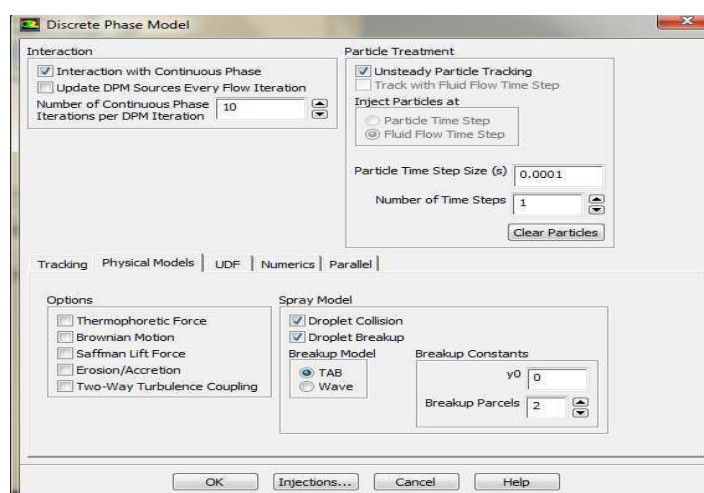 Discrete Phase Model
Interaction
Interaction with Continuous Phase
Update DPM Sources Every Flow Iteration
Number of Continuous Phase
Iterations per DPM Iteration
10
Particle Treatment
Unsteady Particle Tracking
Track with Fluid Flow Time Step
Inject Particles at
Particle Time Step
Fluid Flow Time Step
Particle Time Step Size (s) 0.0001
Number of Time Steps 1
Clear Particles
Tracking Physical Models UDF Numerics Parallel
Options
Thermophoretic Force
Brownian Motion
Saffman Lift Force
Erosion/Accretion
Two-Way Turbulence Coupling
Spray Model
Droplet Collision
Droplet Breakup
Breakup Model
TAB
Wave
Breakup Constants
y0 0
Breakup Parcels 2
OK Injections... Cancel Help